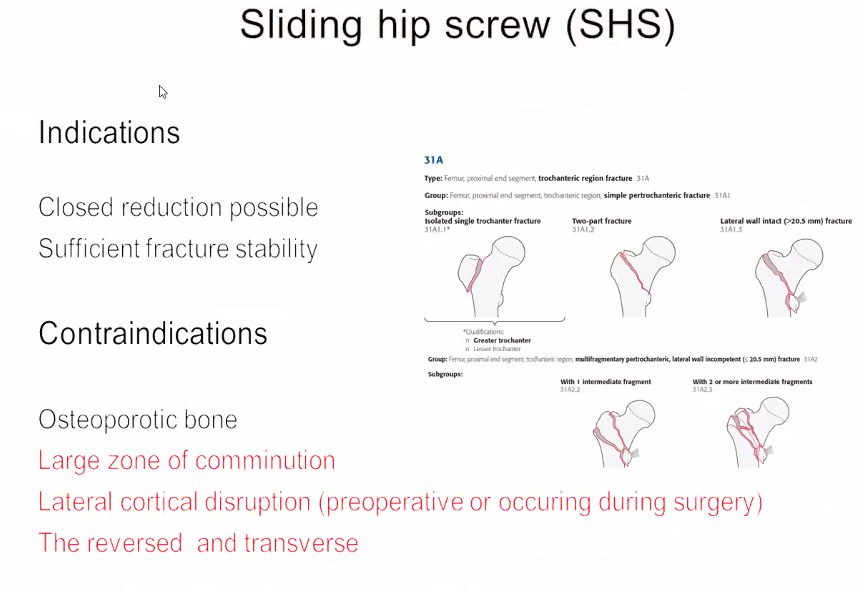 Sliding hip screw (SHS)
Indications
Closed reduction possible
Sufficient fracture stability
Contraindications
Osteoporotic bone
Large zone of comminution
Lateral cortical disruption (preoperative or occuring during surgery)
The reversed and transverse
31A
Type: Femur, proximal end segment, trochanteric region fracture 31A
Group: Femur, proximal end segment, trochanteric region, simple pertrochanteric fracture 31A1
Subgroups:
Isolated single trochanter fracture
31A1.1*
Two-part fracture
31A1.2
Lateral wall intact (>20.5 mm) fracture
31A1.3
*Qualifications:
n Greater trochanter
o Lesser trochanter
Group: Femur, proximal end segment, trochanteric region, multifragmentary pertrochanteric, lateral wall incompetent (≤ 20.5 mm) fracture 31A2
Subgroups:
With 1 intermediate fragment
31A2.2
With 2 or more intermediate fragments
31A2.3